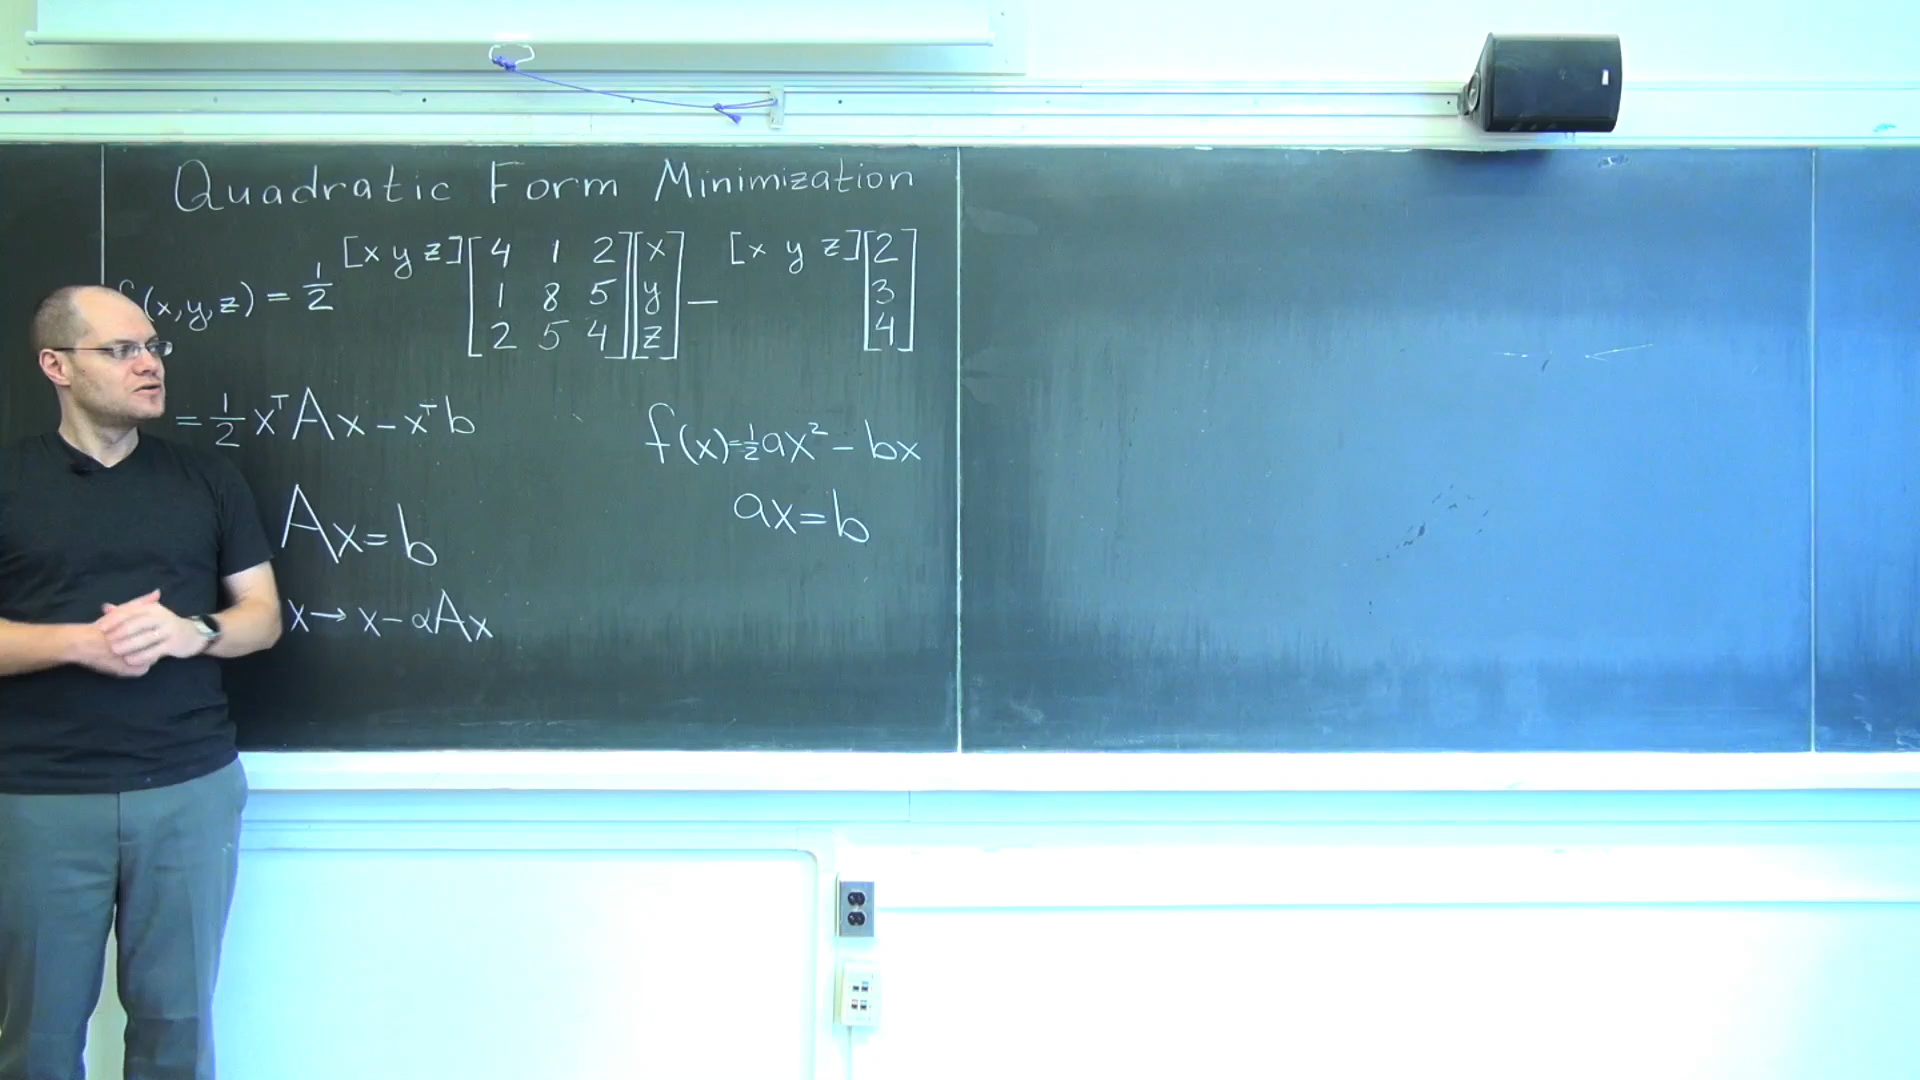 Quadratic Form Minimization
f(x,y,z) = 1/2 [x y z] [4 1 2; 1 8 5; 2 5 4] [x; y; z] − [x y z] [2; 3; 4]
= 1/2 xᵀAx − xᵀb
f(x)=1/2 ax² − bx
Ax=b
ax=b
x→ x−αAx